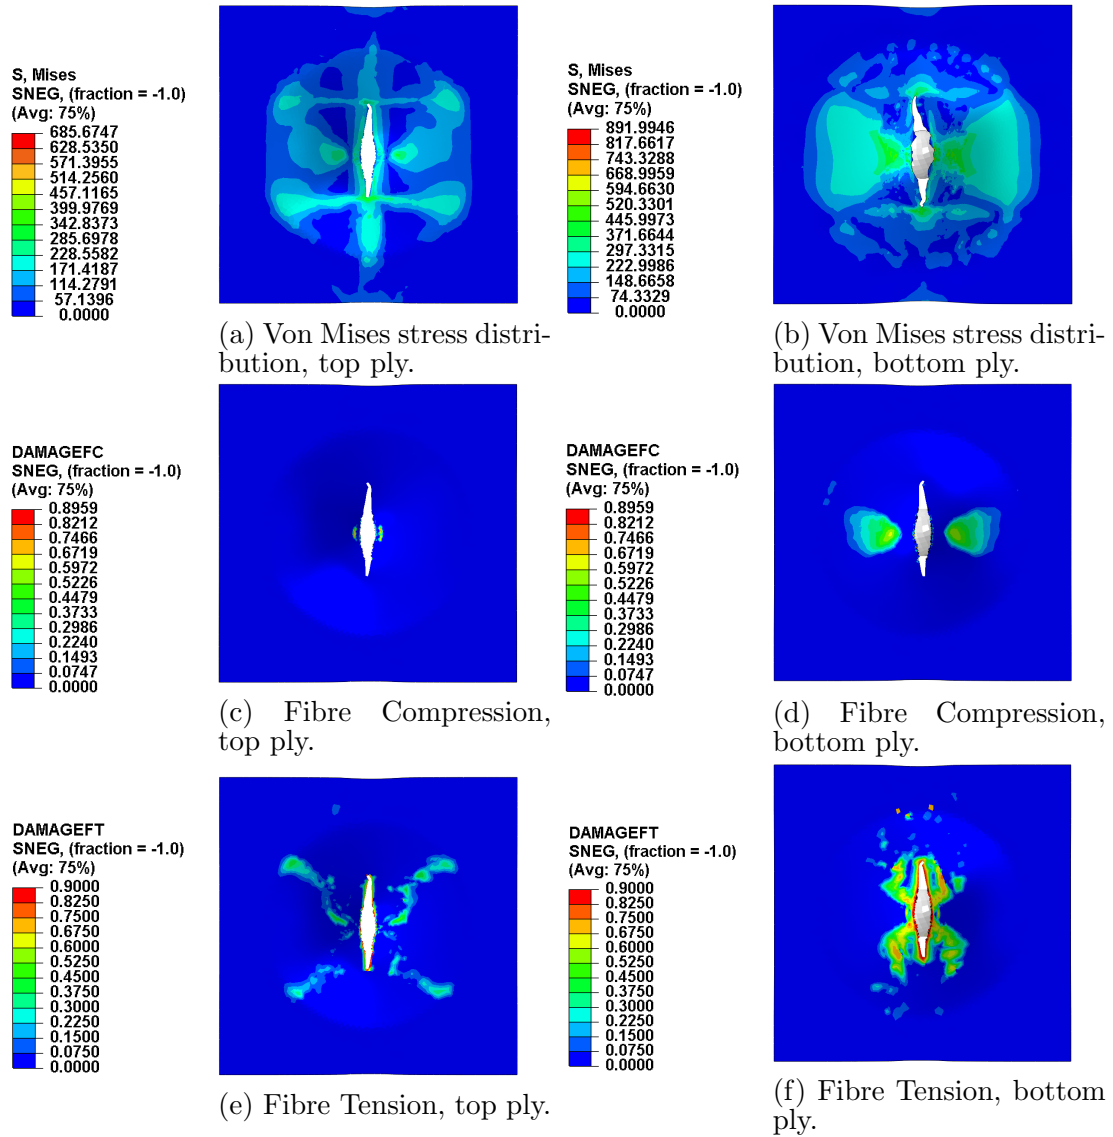 S, Mises
SNEG, (fraction = -1.0)
(Avg: 75%)
685.6747
628.5350
571.3955
514.2560
457.1165
399.9769
342.8373
285.6978
228.5582
171.4187
114.2791
57.1396
0.0000
(a) Von Mises stress distri-
bution, top ply.
S, Mises
SNEG, (fraction = -1.0)
(Avg: 75%)
891.9946
817.6617
743.3288
668.9959
594.6630
520.3301
445.9973
371.6644
297.3315
222.9986
148.6658
74.3329
0.0000
(b) Von Mises stress distri-
bution, bottom ply.
DAMAGEFC
SNEG, (fraction = -1.0)
(Avg: 75%)
0.8959
0.8212
0.7466
0.6719
0.5972
0.5226
0.4479
0.3733
0.2986
0.2240
0.1493
0.0747
0.0000
(c) Fibre Compression,
top ply.
DAMAGEFC
SNEG, (fraction = -1.0)
(Avg: 75%)
0.8959
0.8212
0.7466
0.6719
0.5972
0.5226
0.4479
0.3733
0.2986
0.2240
0.1493
0.0747
0.0000
(d) Fibre Compression,
bottom ply.
DAMAGEFT
SNEG, (fraction = -1.0)
(Avg: 75%)
0.9000
0.8250
0.7500
0.6750
0.6000
0.5250
0.4500
0.3750
0.3000
0.2250
0.1500
0.0750
0.0000
(e) Fibre Tension, top ply.
DAMAGEFT
SNEG, (fraction = -1.0)
(Avg: 75%)
0.9000
0.8250
0.7500
0.6750
0.6000
0.5250
0.4500
0.3750
0.3000
0.2250
0.1500
0.0750
0.0000
(f) Fibre Tension, bottom
ply.